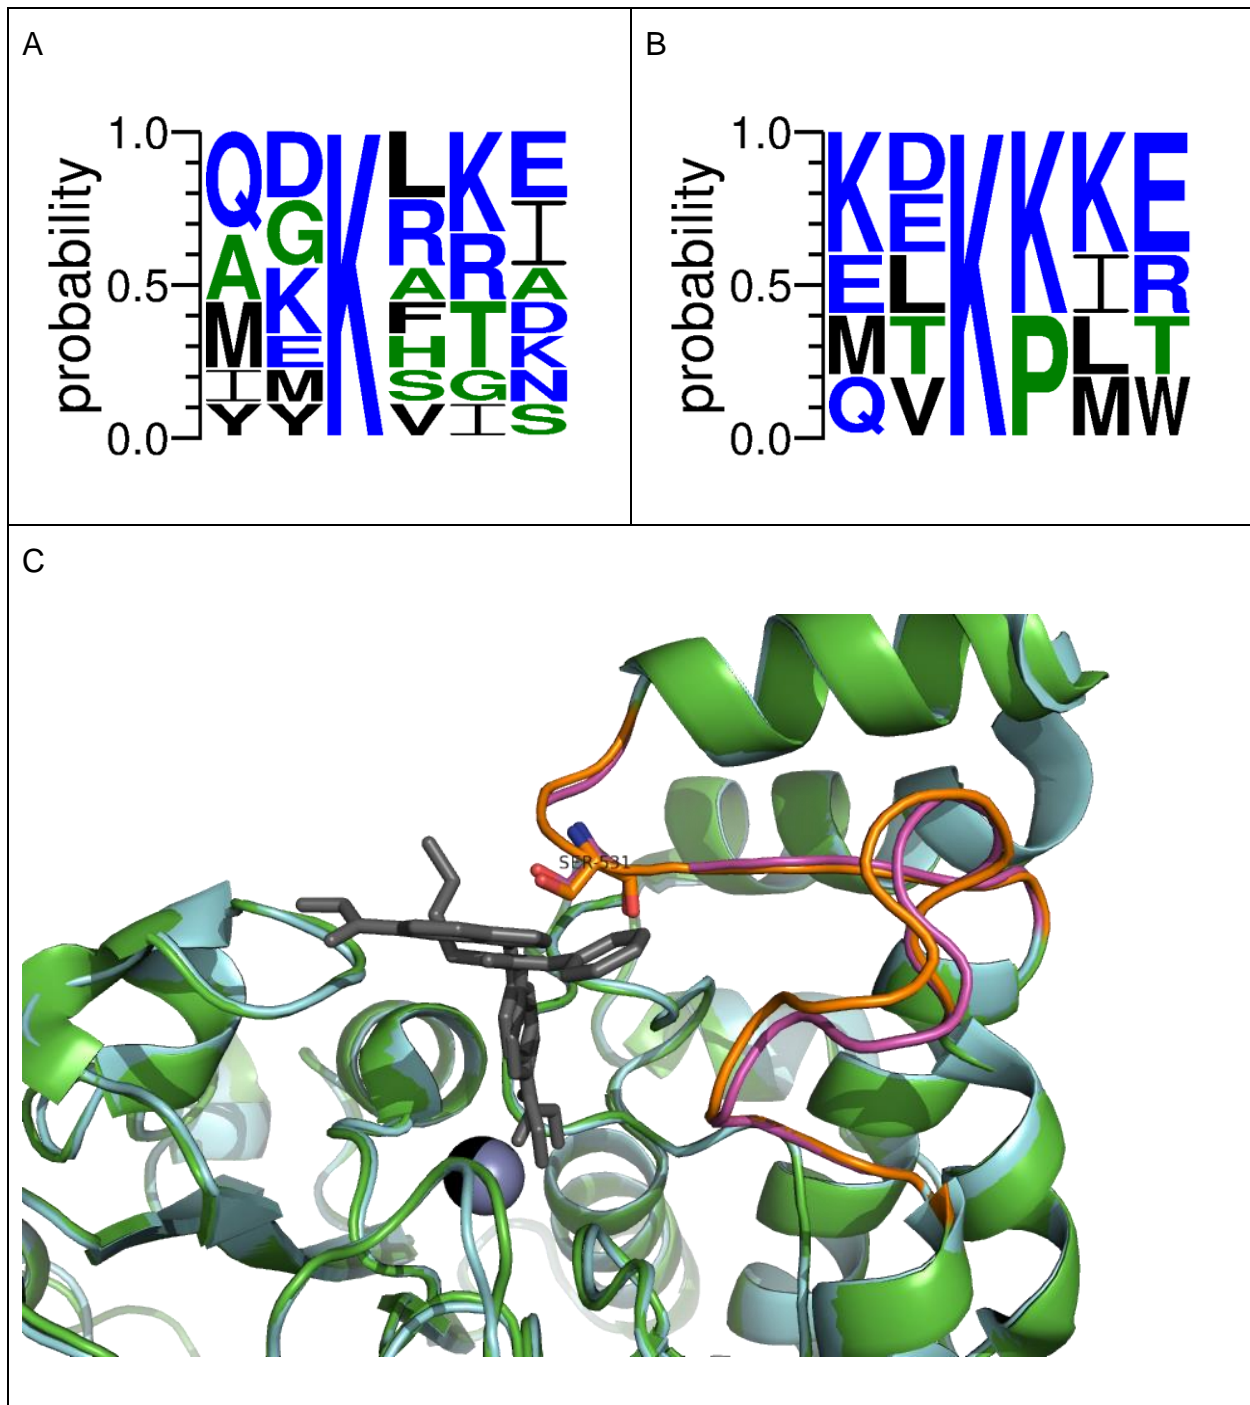 A
B
probability
1.0
0.5
0.0
Q D K L K E
A G R R I
M K A T A
I E F G D
Y M H I K
Y S N
V S
probability
1.0
0.5
0.0
K D K K K E
E E P I R
M L L T
Q T M W
V
C
SER-531